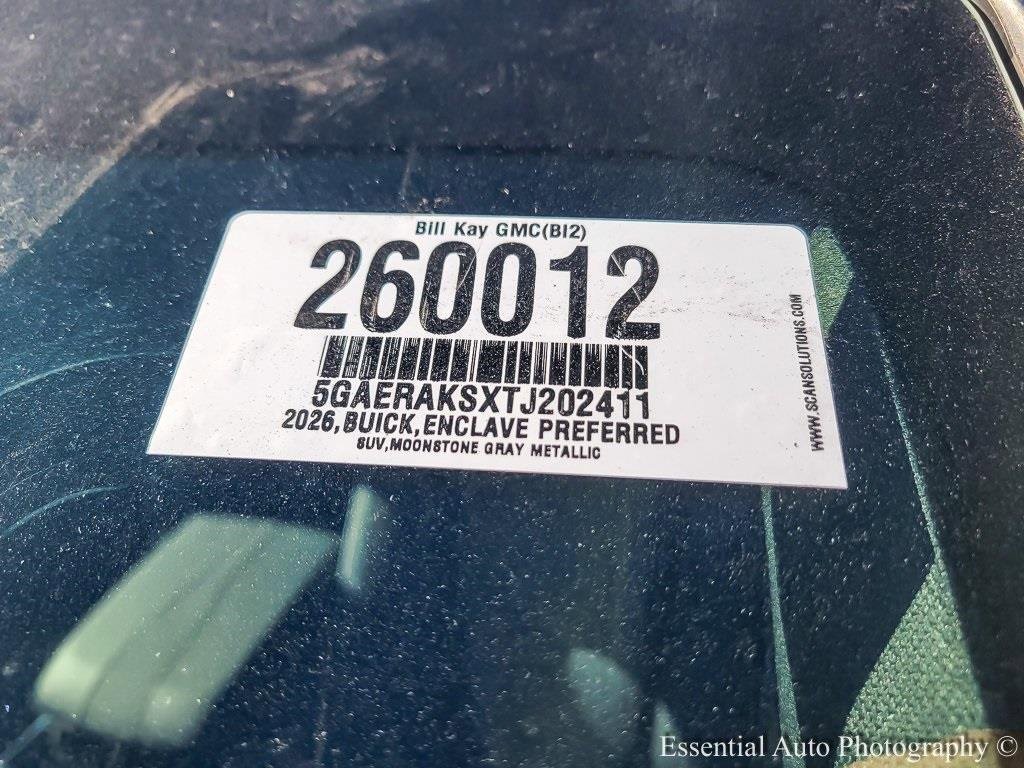 Bill Kay GMC(BI2)
260012
5GAERAKSXTJ202411
2026,BUICK,ENCLAVE PREFERRED
SUV,MOONSTONE GRAY METALLIC
WWW.SCANSOLUTIONS.COM
Essential Auto Photography ©